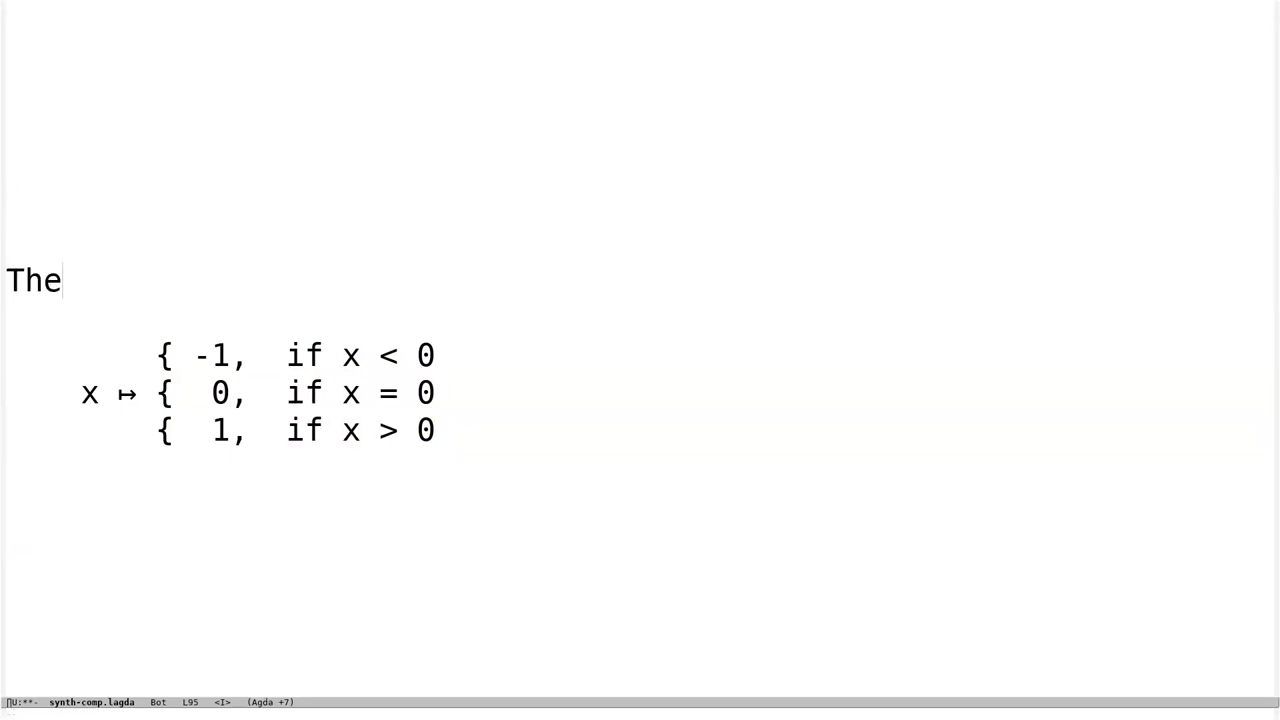 The
{ -1,  if x < 0
x ↦ {  0,  if x = 0
{  1,  if x > 0
U:**-  synth-comp.lagda   Bot   L95   <I>   (Agda +7)